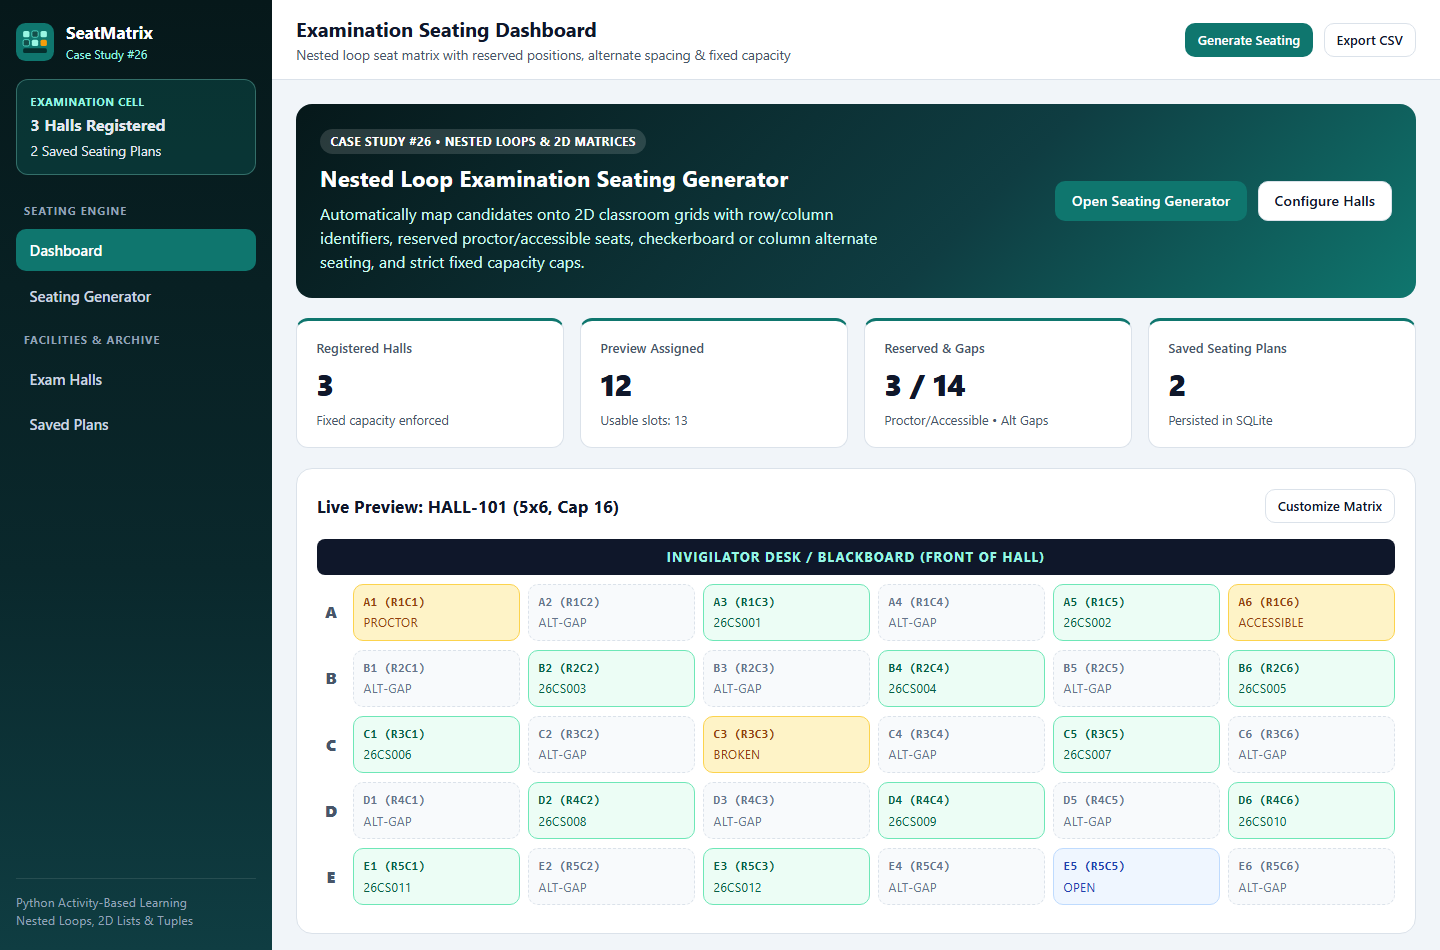 SeatMatrix
Case Study #26
EXAMINATION CELL
3 Halls Registered
2 Saved Seating Plans
SEATING ENGINE
Dashboard
Seating Generator
FACILITIES & ARCHIVE
Exam Halls
Saved Plans
Python Activity-Based Learning
Nested Loops, 2D Lists & Tuples
Examination Seating Dashboard
Nested loop seat matrix with reserved positions, alternate spacing & fixed capacity
Generate Seating
Export CSV
CASE STUDY #26 • NESTED LOOPS & 2D MATRICES
Nested Loop Examination Seating Generator
Automatically map candidates onto 2D classroom grids with row/column
identifiers, reserved proctor/accessible seats, checkerboard or column alternate
seating, and strict fixed capacity caps.
Open Seating Generator
Configure Halls
Registered Halls
3
Fixed capacity enforced
Preview Assigned
12
Usable slots: 13
Reserved & Gaps
3 / 14
Proctor/Accessible • Alt Gaps
Saved Seating Plans
2
Persisted in SQLite
Live Preview: HALL-101 (5x6, Cap 16)
Customize Matrix
INVIGILATOR DESK / BLACKBOARD (FRONT OF HALL)
A
A1 (R1C1)
PROCTOR
A2 (R1C2)
ALT-GAP
A3 (R1C3)
26CS001
A4 (R1C4)
ALT-GAP
A5 (R1C5)
26CS002
A6 (R1C6)
ACCESSIBLE
B
B1 (R2C1)
ALT-GAP
B2 (R2C2)
26CS003
B3 (R2C3)
ALT-GAP
B4 (R2C4)
26CS004
B5 (R2C5)
ALT-GAP
B6 (R2C6)
26CS005
C
C1 (R3C1)
26CS006
C2 (R3C2)
ALT-GAP
C3 (R3C3)
BROKEN
C4 (R3C4)
ALT-GAP
C5 (R3C5)
26CS007
C6 (R3C6)
ALT-GAP
D
D1 (R4C1)
ALT-GAP
D2 (R4C2)
26CS008
D3 (R4C3)
ALT-GAP
D4 (R4C4)
26CS009
D5 (R4C5)
ALT-GAP
D6 (R4C6)
26CS010
E
E1 (R5C1)
26CS011
E2 (R5C2)
ALT-GAP
E3 (R5C3)
26CS012
E4 (R5C4)
ALT-GAP
E5 (R5C5)
OPEN
E6 (R5C6)
ALT-GAP